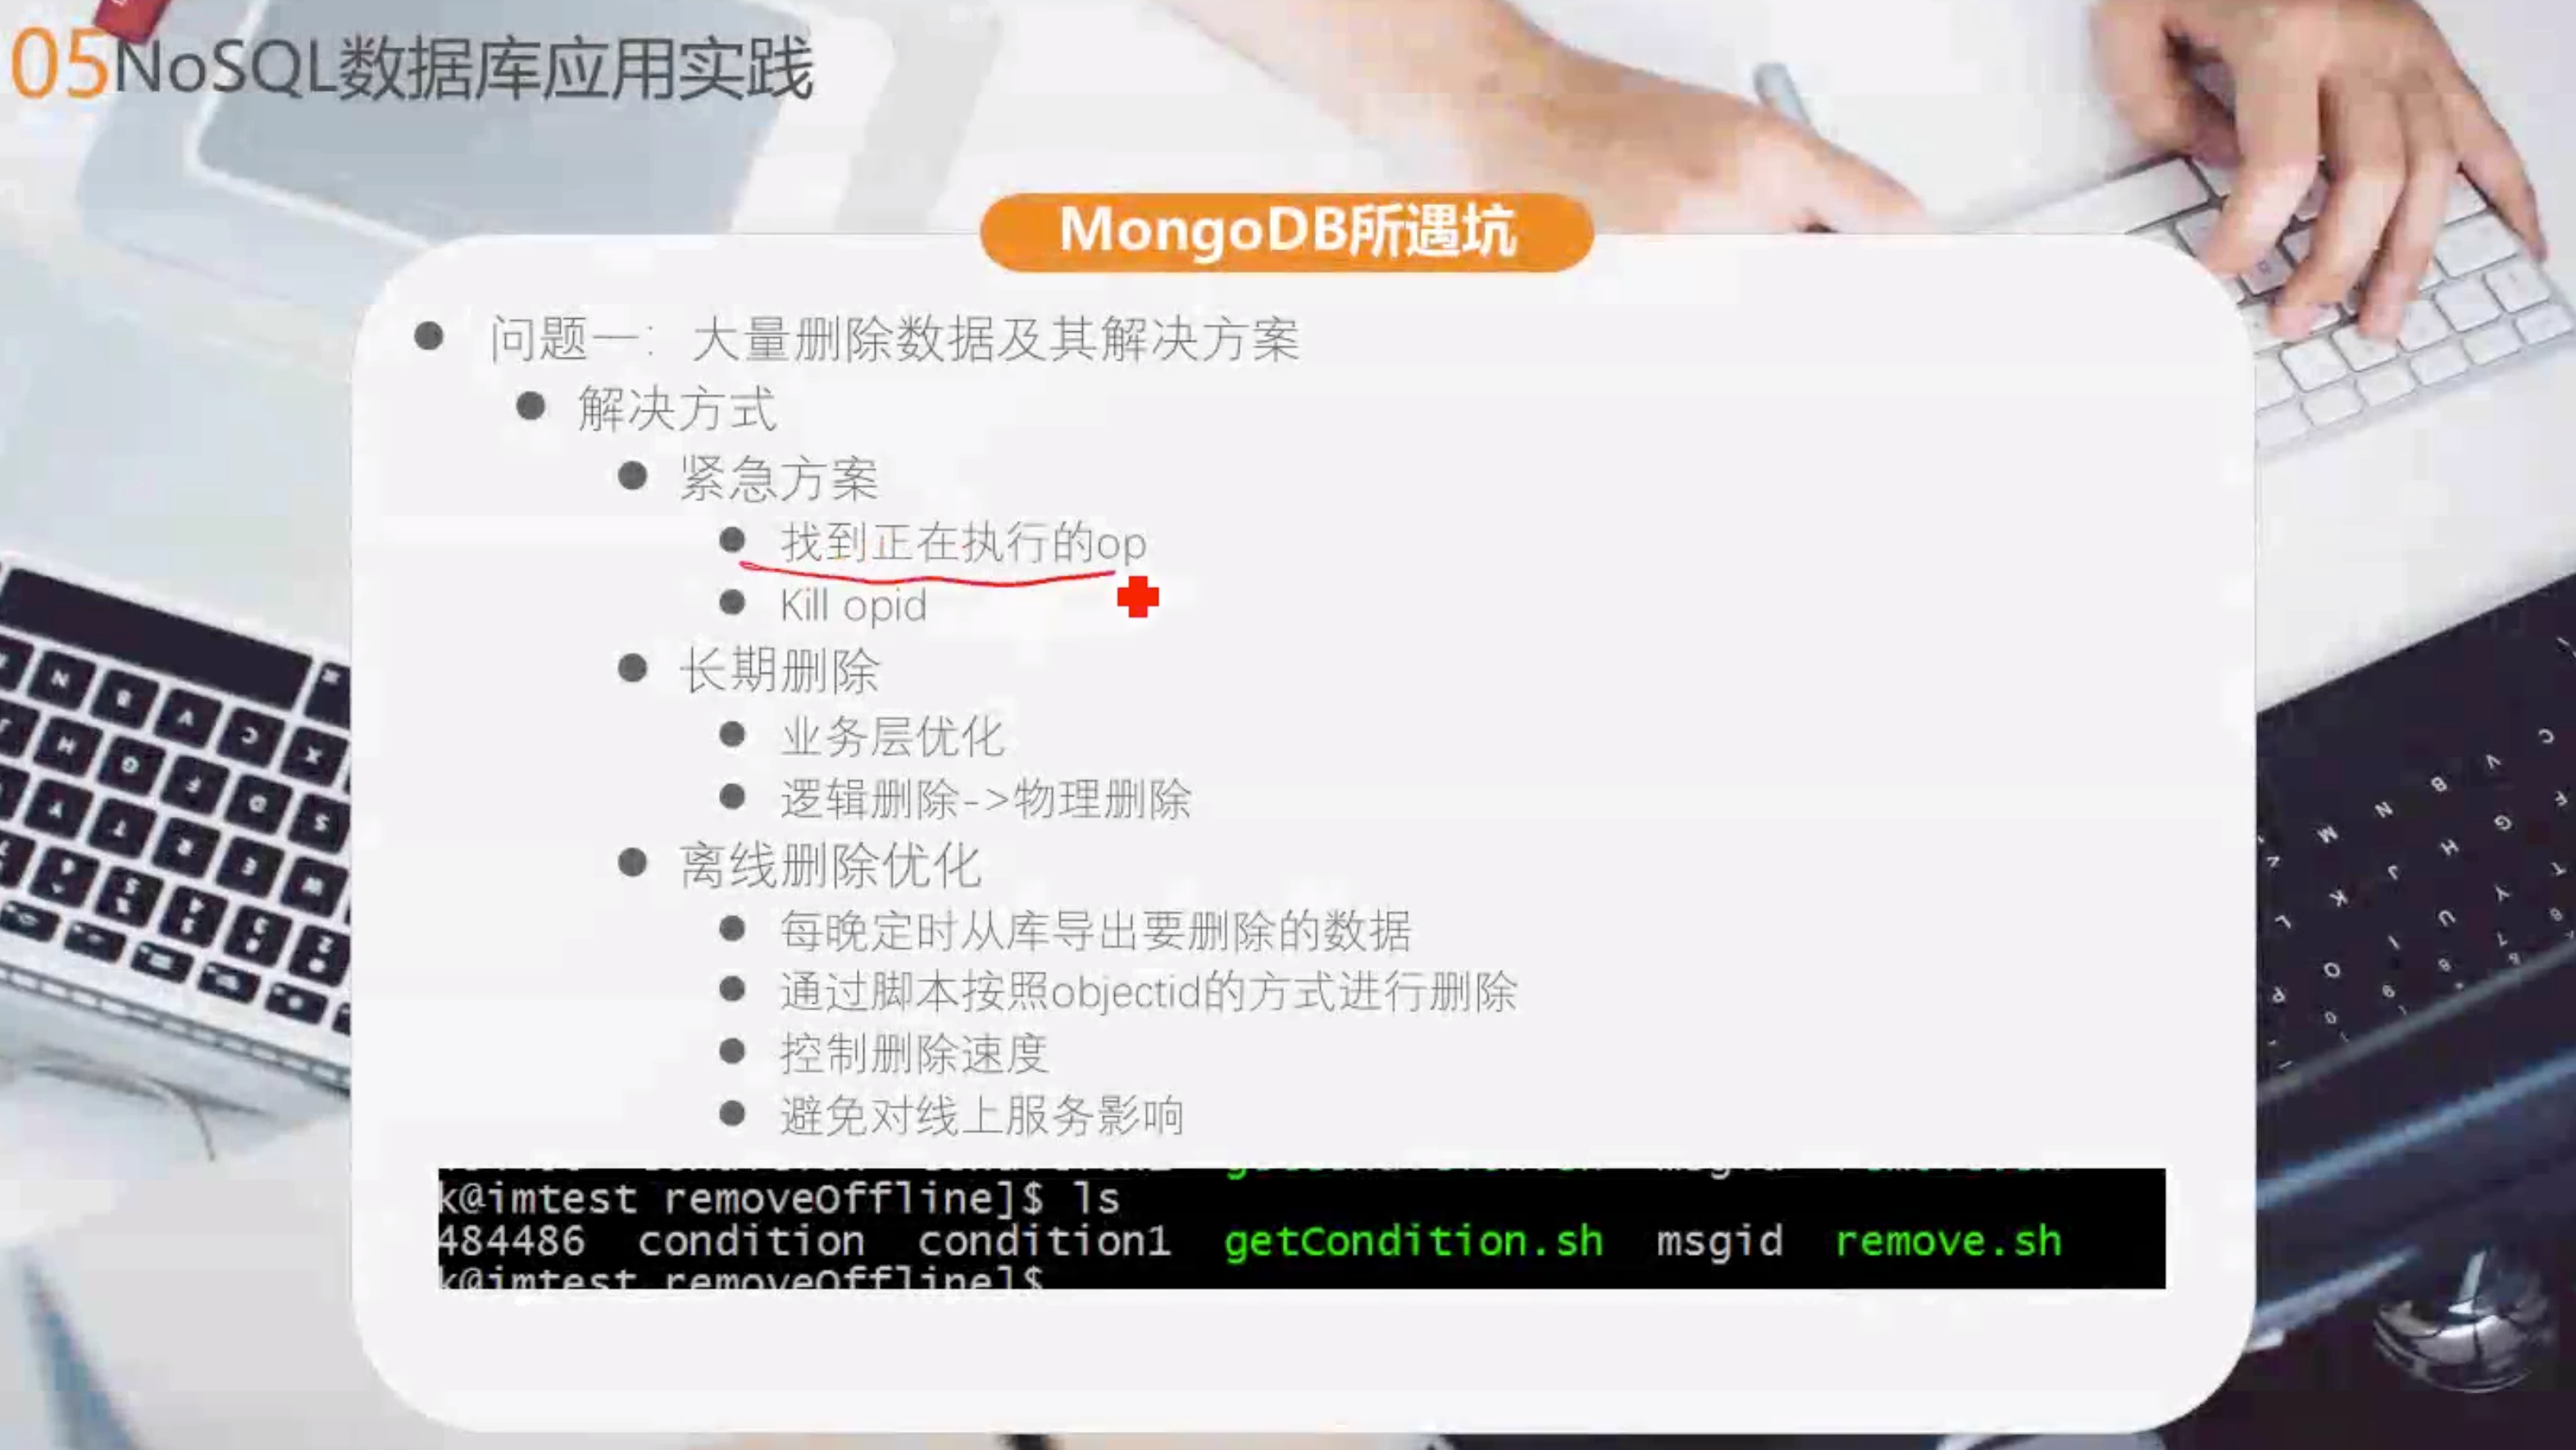 05NoSQL数据库应用实践
MongoDB所遇坑
问题一：大量删除数据及其解决方案
解决方式
紧急方案
找到正在执行的op
Kill opid
长期删除
业务层优化
逻辑删除->物理删除
离线删除优化
每晚定时从库导出要删除的数据
通过脚本按照objectid的方式进行删除
控制删除速度
避免对线上服务影响
k@imtest removeOffline]$ ls
484486 condition condition1 getCondition.sh msgid remove.sh
k@imtest removeOffline]$